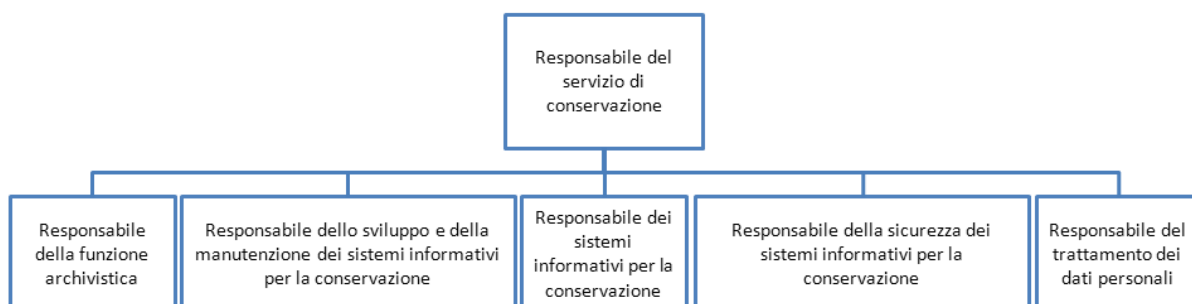 Responsabile del
servizio di
conservazione
Responsabile
della funzione
archivistica
Responsabile dello sviluppo e della
manutenzione dei sistemi informativi
per la conservazione
Responsabile dei
sistemi
informativi per la
conservazione
Responsabile della sicurezza dei
sistemi informativi per la
conservazione
Responsabile del
trattamento dei
dati personali